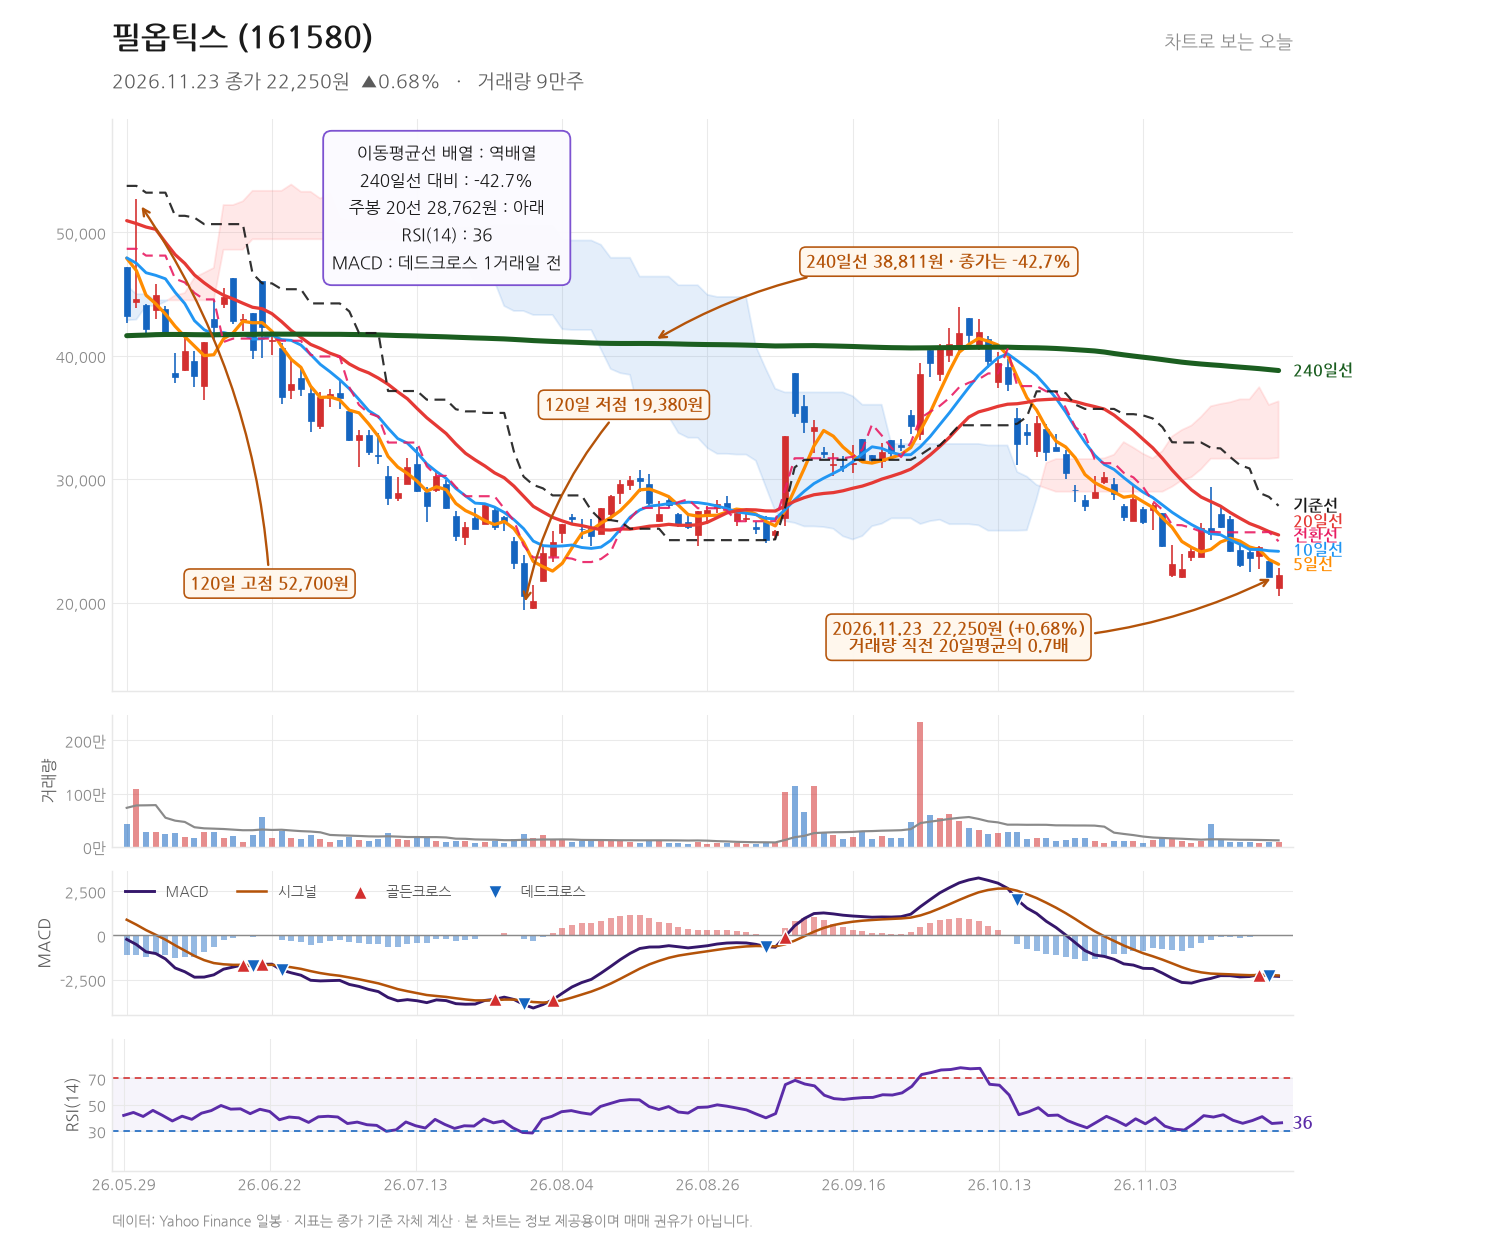 필옵틱스 (161580)
차트로 보는 오늘
2026.11.23 종가 22,250원 ▲0.68% · 거래량 9만주
이동평균선 배열 : 역배열
240일선 대비 : -42.7%
주봉 20선 28,762원 : 아래
RSI(14) : 36
MACD : 데드크로스 1거래일 전
240일선 38,811원 · 종가는 -42.7%
120일 저점 19,380원
120일 고점 52,700원
2026.11.23 22,250원 (+0.68%)
거래량 직전 20일평균의 0.7배
50,000
40,000
30,000
20,000
240일선
기준선
20일선
전환선
10일선
5일선
거래량
200만
100만
0만
MACD
2,500
0
-2,500
MACD
시그널
골든크로스
데드크로스
RSI(14)
70
50
30
36
26.05.29
26.06.22
26.07.13
26.08.04
26.08.26
26.09.16
26.10.13
26.11.03
데이터: Yahoo Finance 일봉 · 지표는 종가 기준 자체 계산 · 본 차트는 정보 제공용이며 매매 권유가 아닙니다.